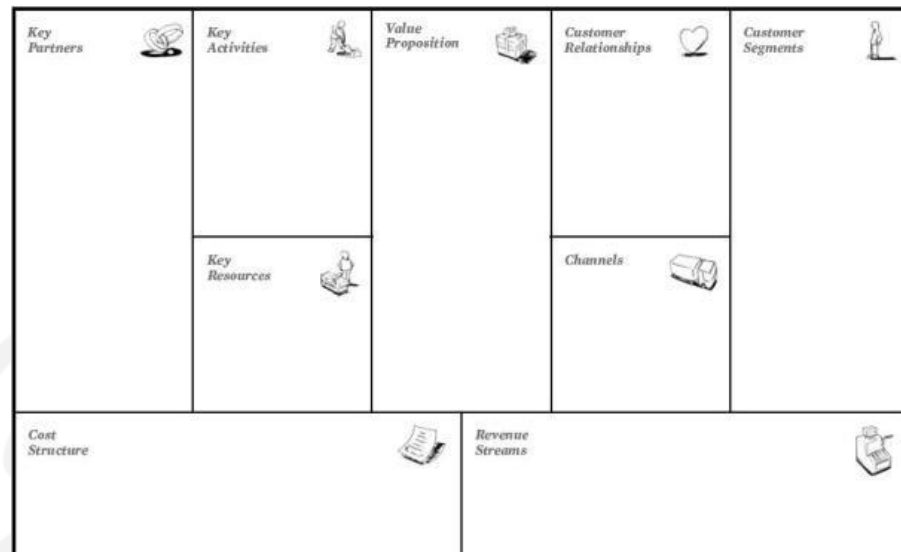 Key
Partners
Key
Activities
Value
Proposition
Customer
Relationships
Customer
Segments
Key
Resources
Channels
Cost
Structure
Revenue
Streams